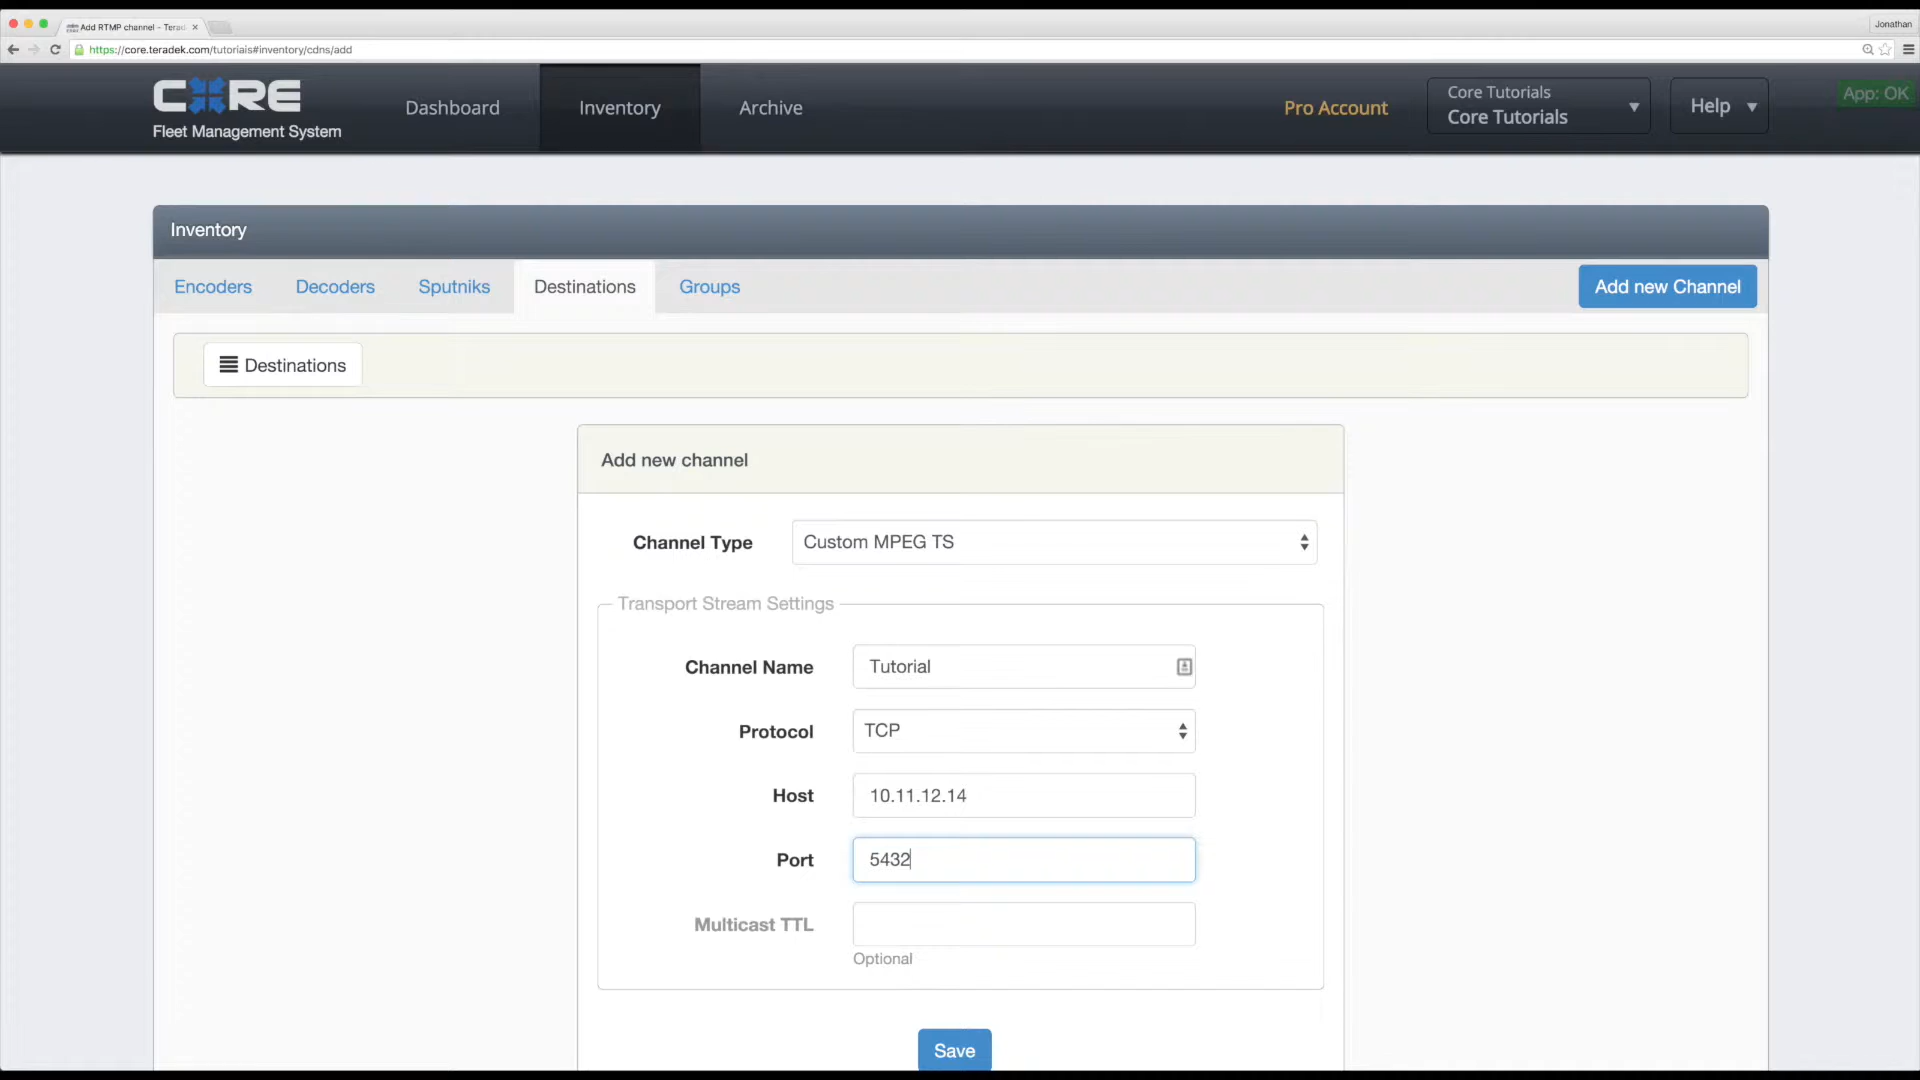 Add RTMP channel - Terad
Jonathan
https://core.teradek.com/tutorials#inventory/cdns/add
CORE
Fleet Management System
Dashboard
Inventory
Archive
Pro Account
Core Tutorials
Core Tutorials
Help
App: OK
Inventory
Encoders
Decoders
Sputniks
Destinations
Groups
Add new Channel
Destinations
Add new channel
Channel Type
Custom MPEG TS
Transport Stream Settings
Channel Name
Tutorial
Protocol
TCP
Host
10.11.12.14
Port
5432
Multicast TTL
Optional
Save